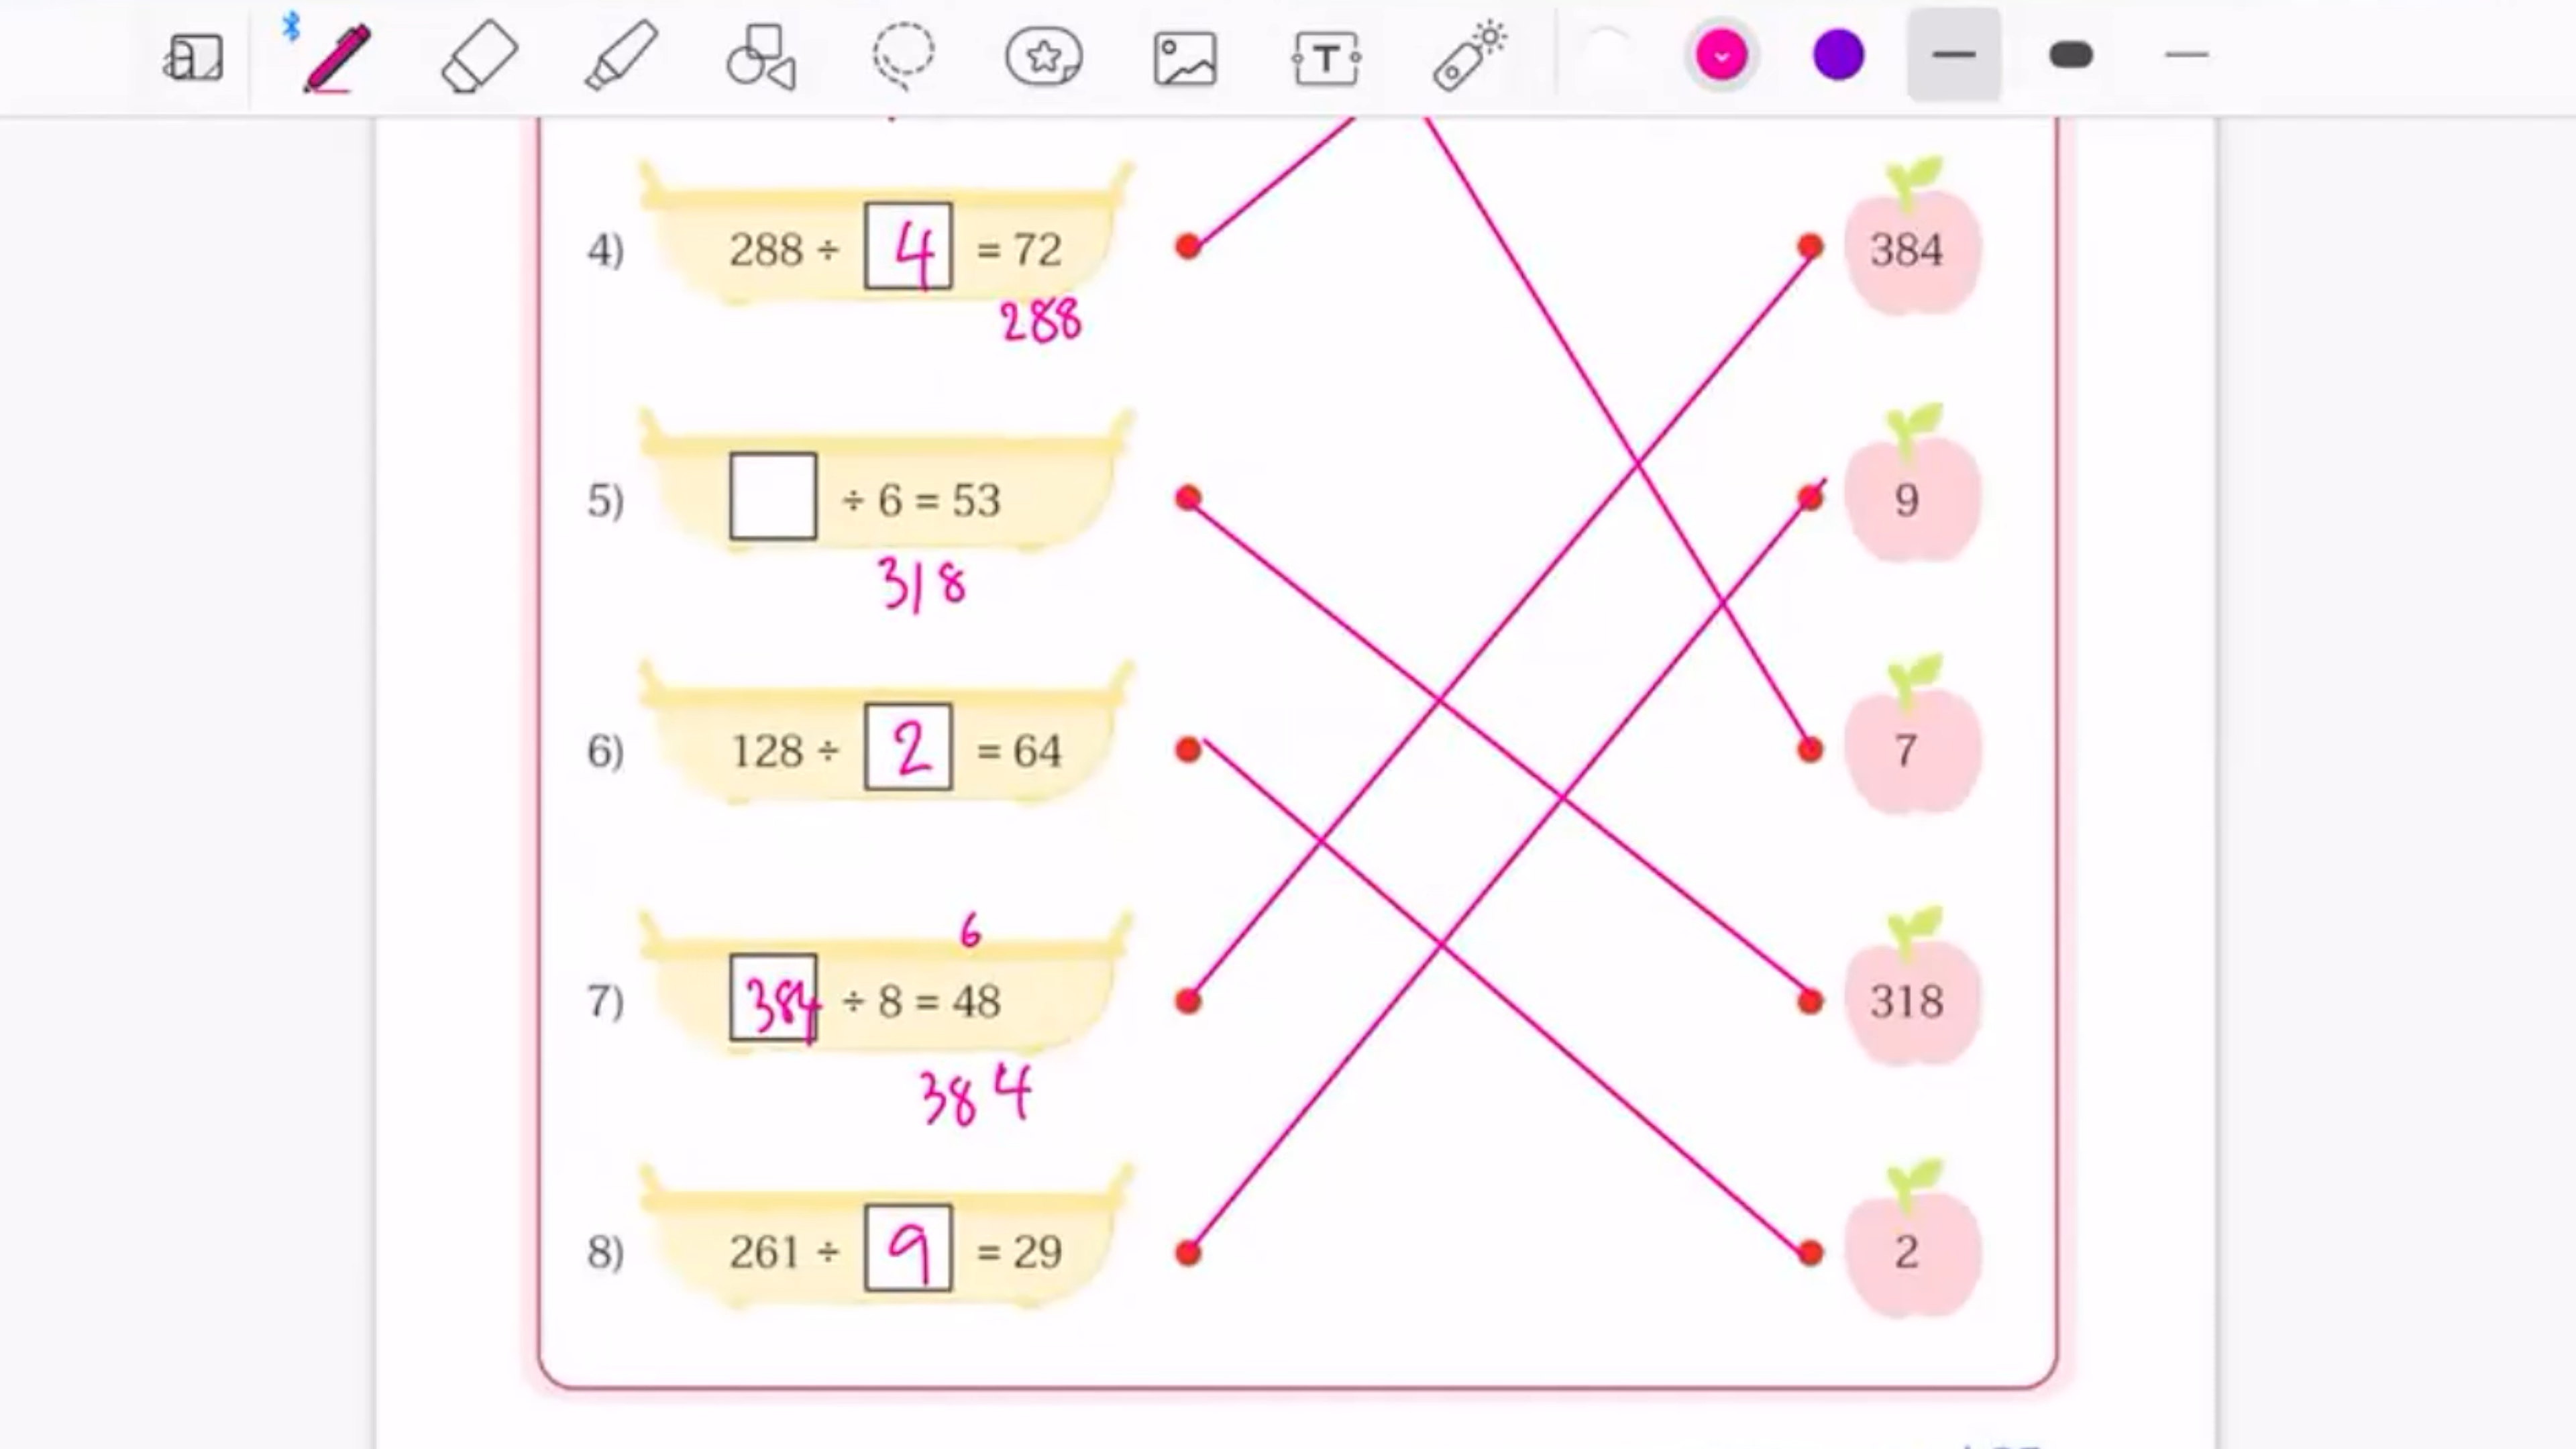 4) 288 ÷ 4 = 72
384
288
5) ÷ 6 = 53
9
318
6) 128 ÷ 2 = 64
7
6
7) 384 ÷ 8 = 48
318
384
8) 261 ÷ 9 = 29
2